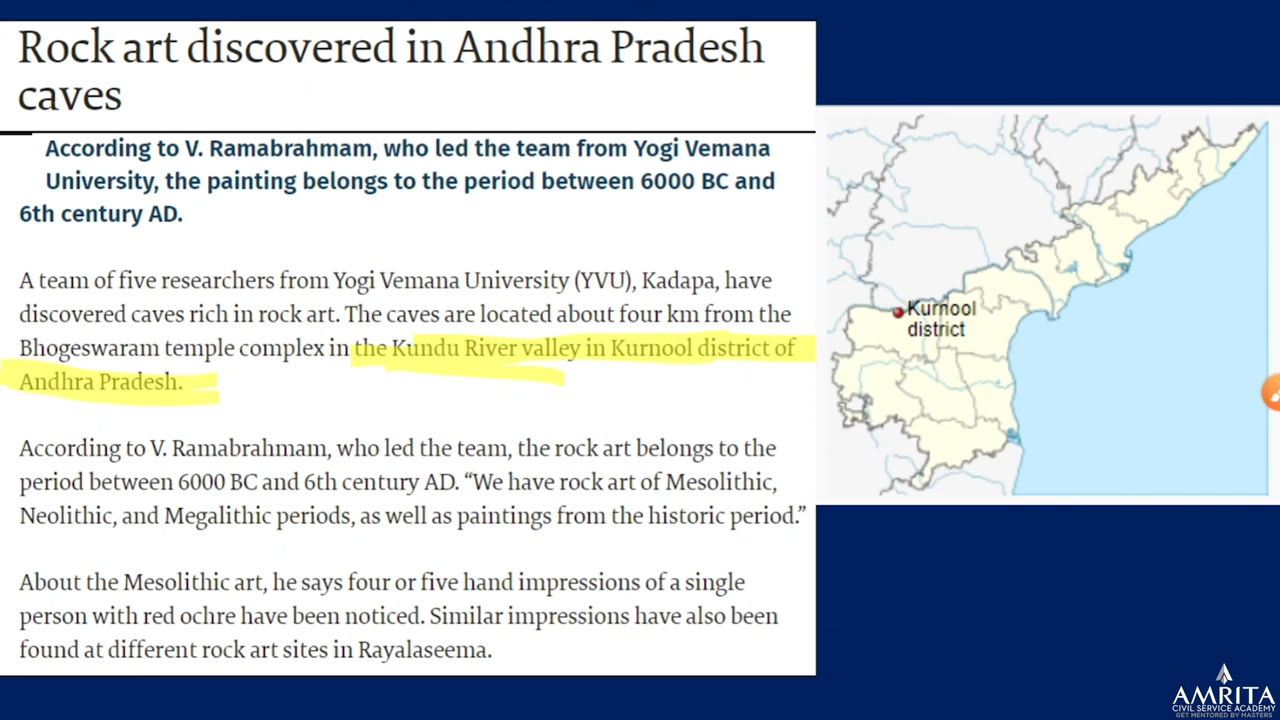 Rock art discovered in Andhra Pradesh
caves
According to V. Ramabrahmam, who led the team from Yogi Vemana
University, the painting belongs to the period between 6000 BC and
6th century AD.
A team of five researchers from Yogi Vemana University (YVU), Kadapa, have
discovered caves rich in rock art. The caves are located about four km from the
Bhogeswaram temple complex in the Kundu River valley in Kurnool district of
Andhra Pradesh.
According to V. Ramabrahmam, who led the team, the rock art belongs to the
period between 6000 BC and 6th century AD. “We have rock art of Mesolithic,
Neolithic, and Megalithic periods, as well as paintings from the historic period.”
About the Mesolithic art, he says four or five hand impressions of a single
person with red ochre have been noticed. Similar impressions have also been
found at different rock art sites in Rayalaseema.
Kurnool
district
AMRITA
CIVIL SERVICE ACADEMY
GET MENTORED BY MASTERS